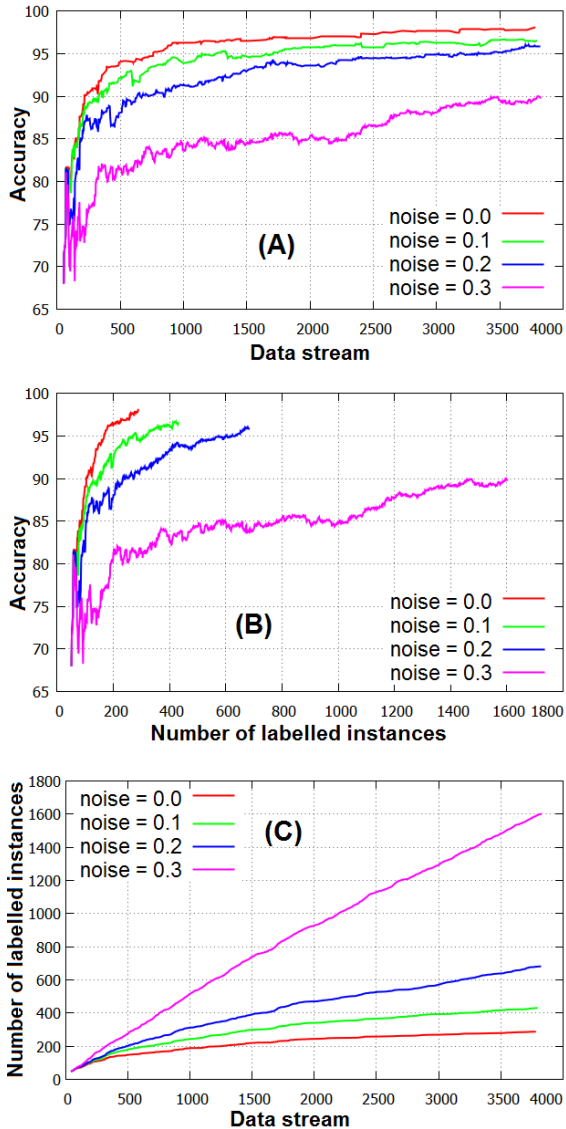 100
95
90
85
80
75
70
65
Accuracy
(A)
noise = 0.0
noise = 0.1
noise = 0.2
noise = 0.3
0 500 1000 1500 2000 2500 3000 3500 4000
Data stream
100
95
90
85
80
75
70
65
Accuracy
(B)
noise = 0.0
noise = 0.1
noise = 0.2
noise = 0.3
0 200 400 600 800 1000 1200 1400 1600 1800
Number of labelled instances
1800
1600
1400
1200
1000
800
600
400
200
0
Number of labelled instances
noise = 0.0
noise = 0.1
noise = 0.2
noise = 0.3
(C)
0 500 1000 1500 2000 2500 3000 3500 4000
Data stream